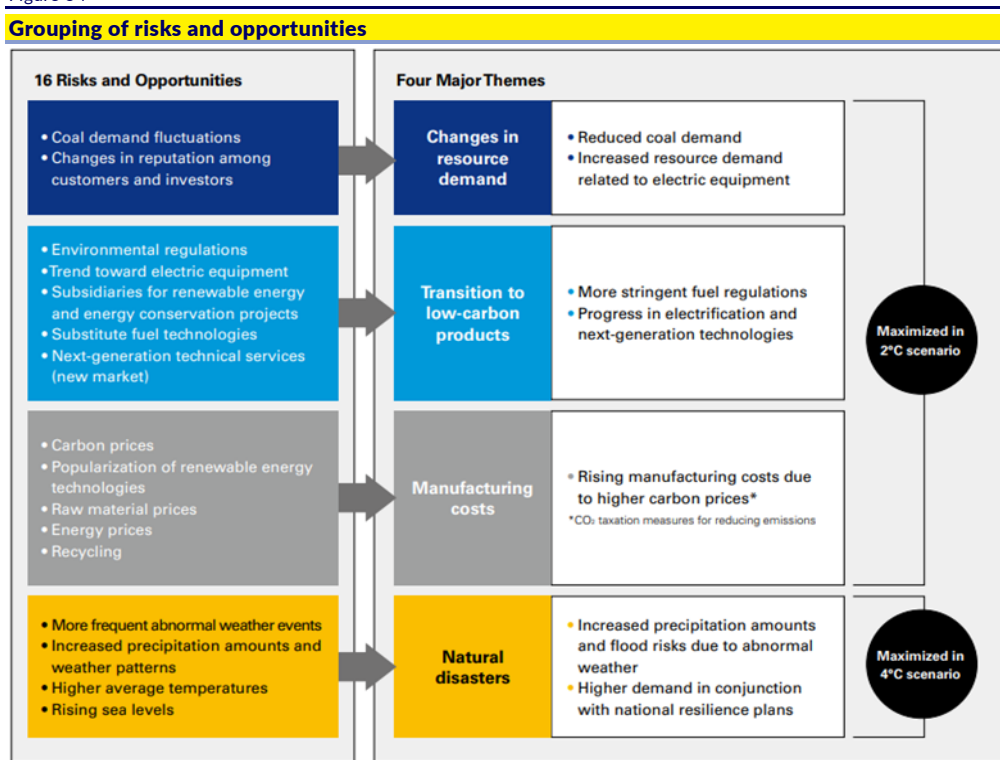 Grouping of risks and opportunities
16 Risks and Opportunities
Four Major Themes
• Coal demand fluctuations
• Changes in reputation among
customers and investors
Changes in
resource
demand
• Reduced coal demand
• Increased resource demand
related to electric equipment
• Environmental regulations
• Trend toward electric equipment
• Subsidiaries for renewable energy
and energy conservation projects
• Substitute fuel technologies
• Next-generation technical services
(new market)
Transition to
low-carbon
products
• More stringent fuel regulations
• Progress in electrification and
next-generation technologies
Maximized in
2°C scenario
• Carbon prices
• Popularization of renewable energy
technologies
• Raw material prices
• Energy prices
• Recycling
Manufacturing
costs
• Rising manufacturing costs due
to higher carbon prices*
*CO₂ taxation measures for reducing emissions
• More frequent abnormal weather events
• Increased precipitation amounts and
weather patterns
• Higher average temperatures
• Rising sea levels
Natural
disasters
• Increased precipitation amounts
and flood risks due to abnormal
weather
• Higher demand in conjunction
with national resilience plans
Maximized in
4°C scenario